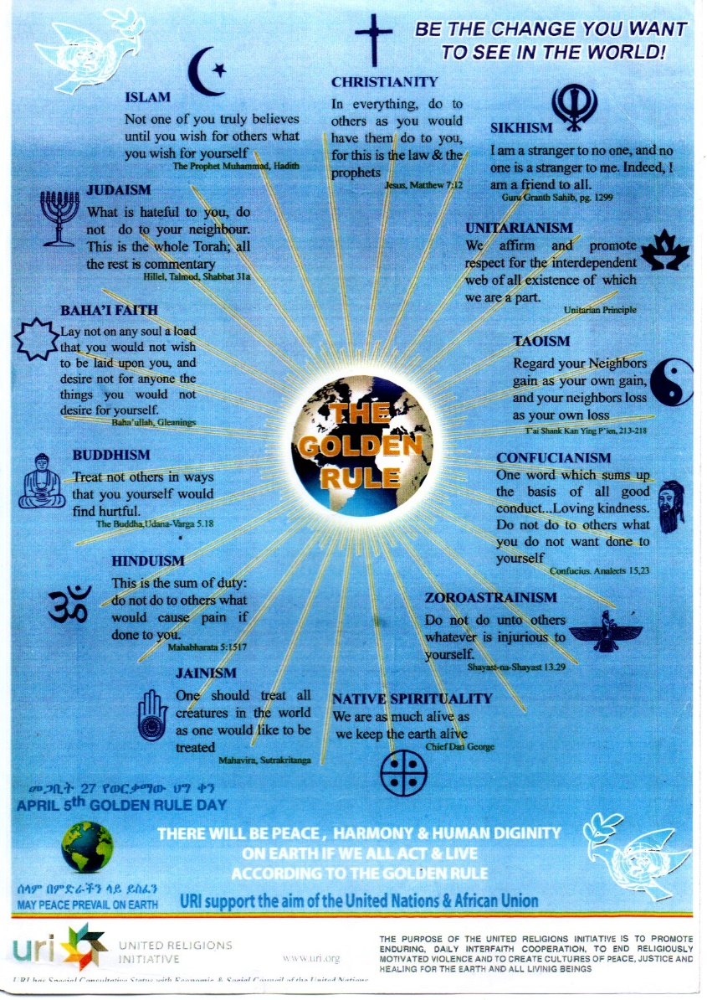 BE THE CHANGE YOU WANT
TO SEE IN THE WORLD!
ISLAM
Not one of you truly believes
until you wish for others what
you wish for yourself
The Prophet Muhammad, Hadith
CHRISTIANITY
In everything, do to
others as you would
have them do to you,
for this is the law & the
prophets
Jesus, Matthew 7:12
SIKHISM
I am a stranger to no one, and no
one is a stranger to me. Indeed, I
am a friend to all.
Guru Granth Sahib, pg. 1299
JUDAISM
What is hateful to you, do
not do to your neighbour.
This is the whole Torah; all
the rest is commentary
Hillel, Talmud, Shabbat 31a
UNITARIANISM
We affirm and promote
respect for the interdependent
web of all existence of which
we are a part.
Unitarian Principle
BAHA'I FAITH
Lay not on any soul a load
that you would not wish
to be laid upon you, and
desire not for anyone the
things you would not
desire for yourself.
Baha'ullah, Gleanings
TAOISM
Regard your Neighbors
gain as your own gain,
and your neighbors loss
as your own loss
T'ai Shank Kan Ying P'ien, 213-218
THE
GOLDEN
RULE
BUDDHISM
Treat not others in ways
that you yourself would
find hurtful.
The Buddha,Udana-Varga 5.18
CONFUCIANISM
One word which sums up
the basis of all good
conduct...Loving kindness.
Do not do to others what
you do not want done to
yourself
Confucius. Analects 15,23
HINDUISM
This is the sum of duty:
do not do to others what
would cause pain if
done to you.
Mahabharata 5:1517
ZOROASTRAINISM
Do not do unto others
whatever is injurious to
yourself.
Shayast-na-Shayast 13.29
JAINISM
One should treat all
creatures in the world
as one would like to be
treated
Mahavira, Sutrakritanga
NATIVE SPIRITUALITY
We are as much alive as
we keep the earth alive
Chief Dan George
መጋቢት 27 የወርቃማው ህግ ቀን
APRIL 5th GOLDEN RULE DAY
THERE WILL BE PEACE, HARMONY & HUMAN DIGINITY
ON EARTH IF WE ALL ACT & LIVE
ACCORDING TO THE GOLDEN RULE
ሰላም በምድራችን ላይ ይስፈን
MAY PEACE PREVAIL ON EARTH
URI support the aim of the United Nations & African Union
uri
UNITED RELIGIONS
INITIATIVE
www.uri.org
THE PURPOSE OF THE UNITED RELIGIONS INITIATIVE IS TO PROMOTE
ENDURING, DAILY INTERFAITH COOPERATION, TO END RELIGIOUSLY
MOTIVATED VIOLENCE AND TO CREATE CULTURES OF PEACE, JUSTICE AND
HEALING FOR THE EARTH AND ALL LIVINIG BEINGS
URI has Special Consultative Status with Economic & Social Council of the United Nations